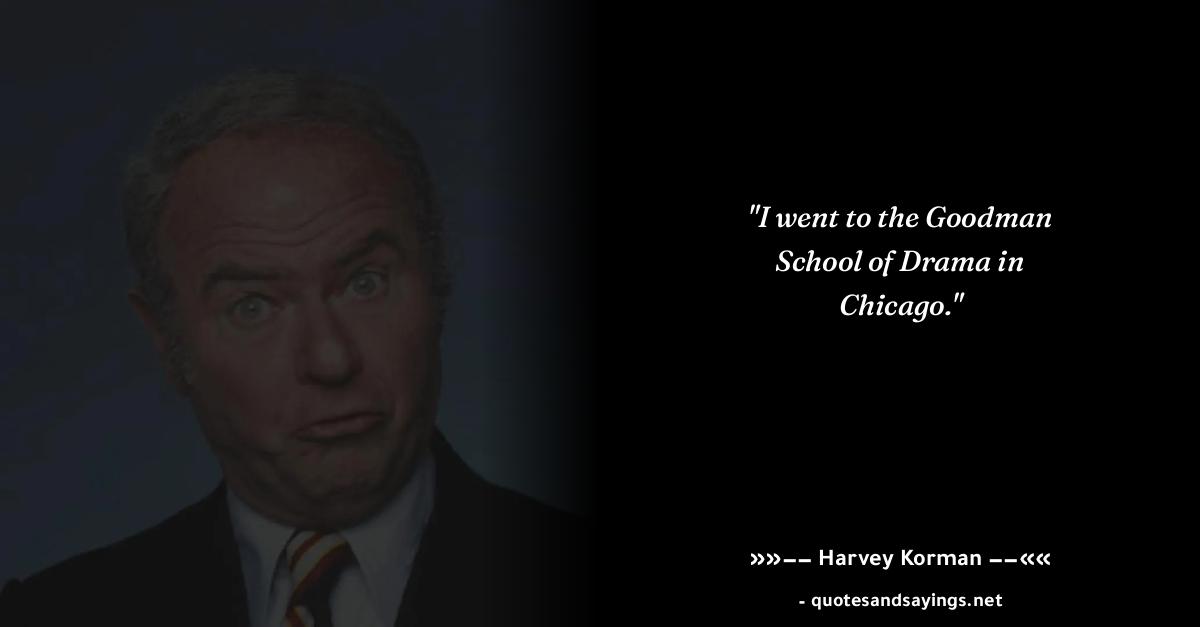 "I went to the Goodman
School of Drama in
Chicago."
»»−− Harvey Korman −−««
- quotesandsayings.net